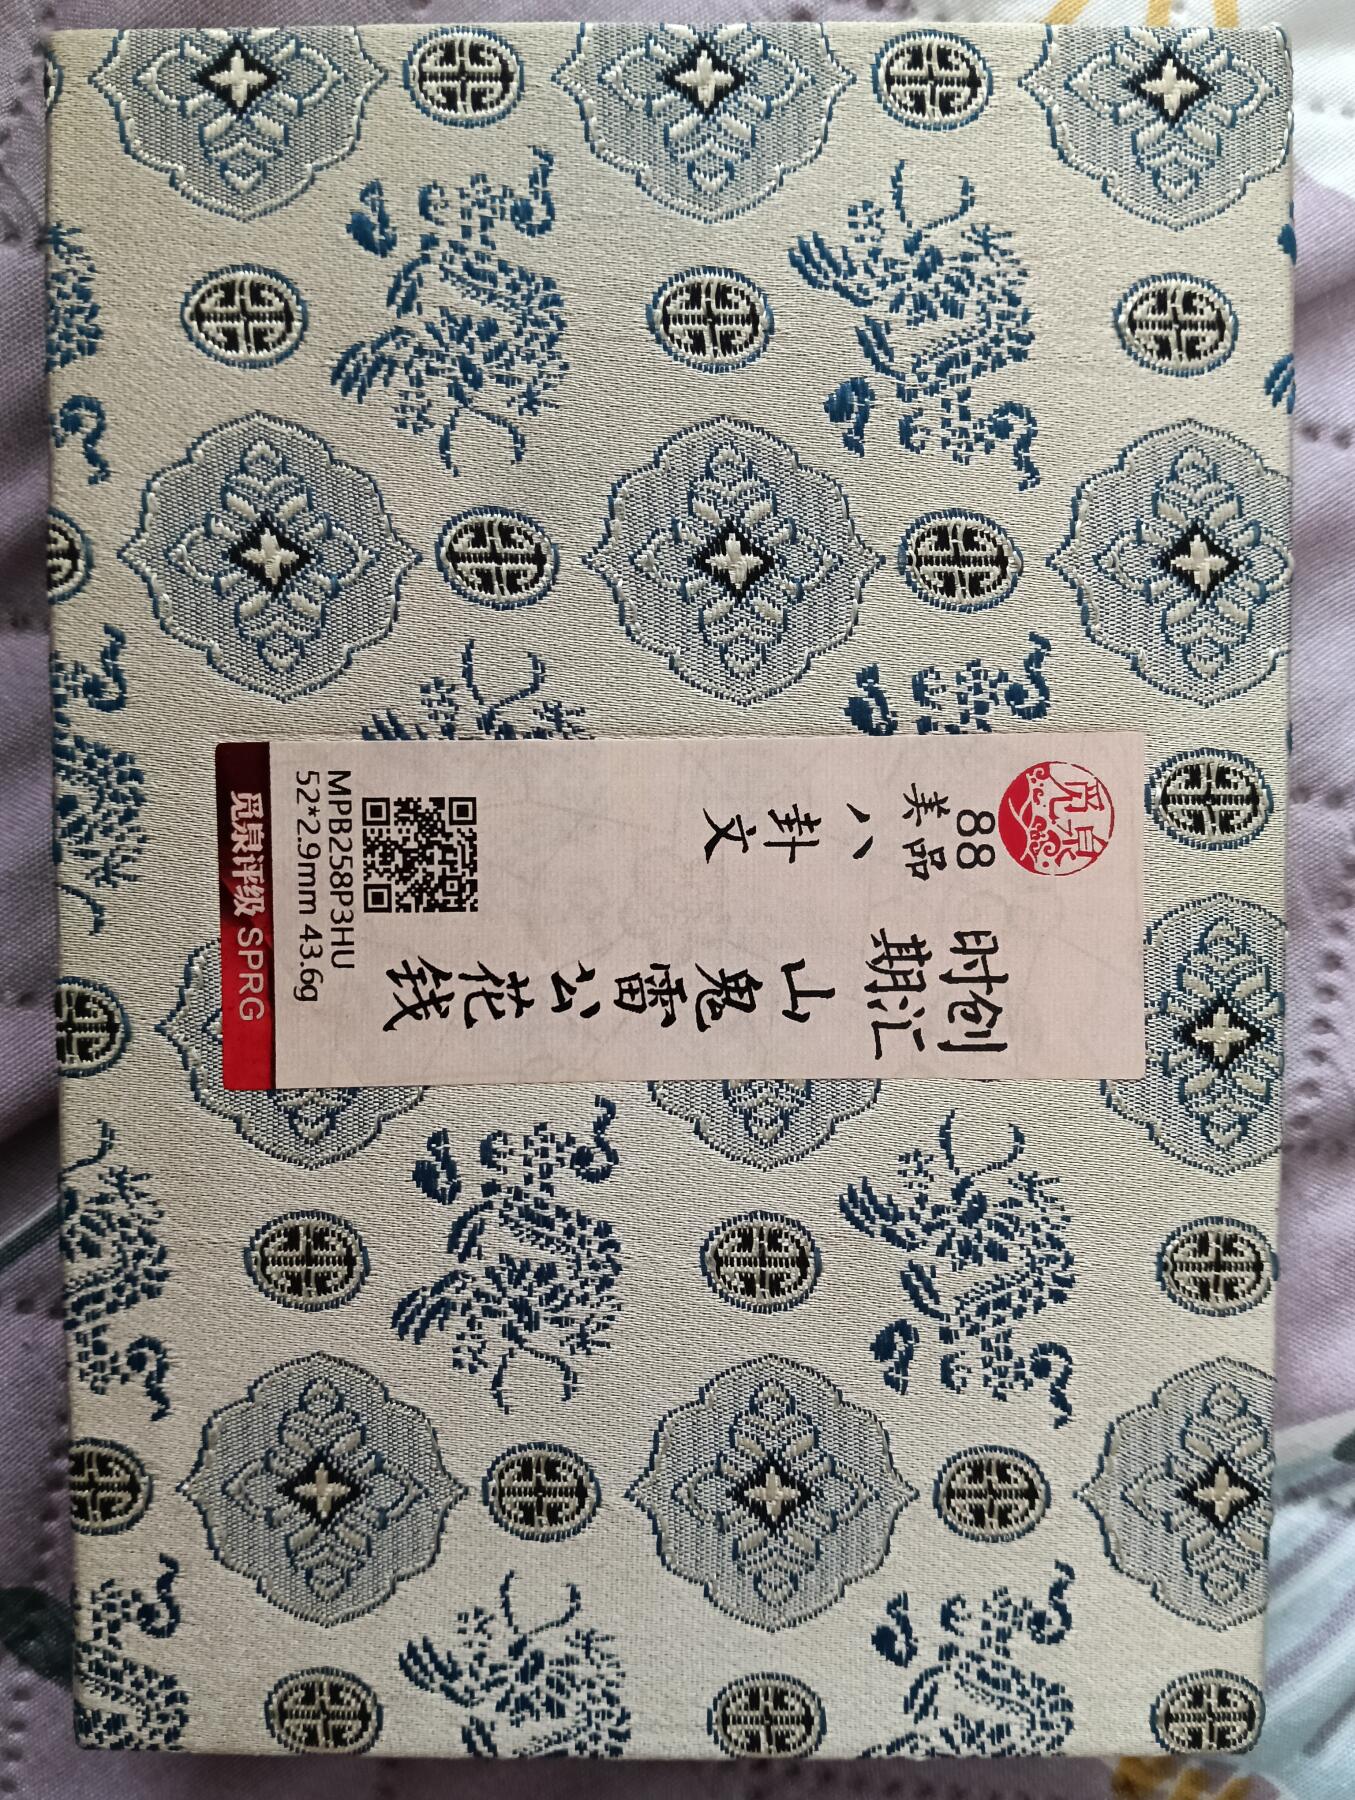 觅泉
88
美品
创汇
时期
山鬼雷公花钱
八卦文
MPB258P3HU
52*2.9mm 43.6g
觅泉评级 SPRG